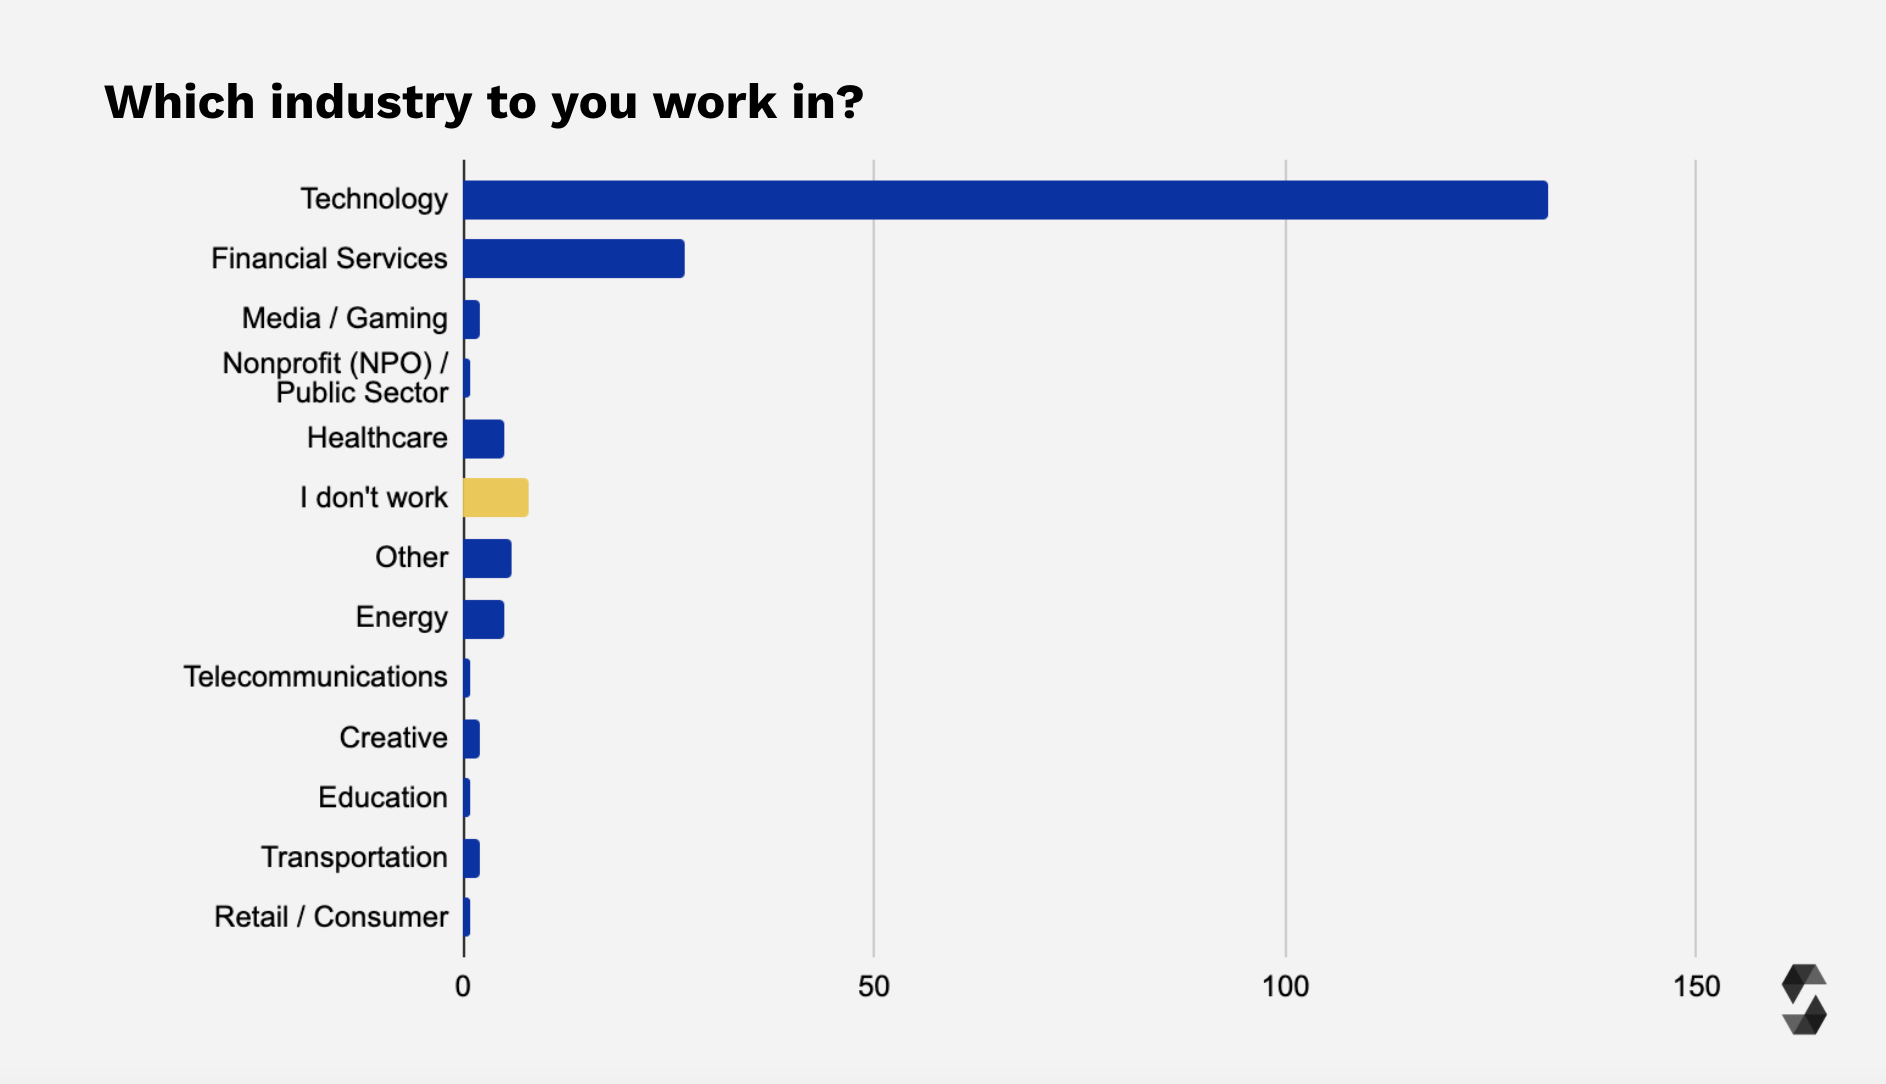 Which industry to you work in?
Technology
Financial Services
Media / Gaming
Nonprofit (NPO) /
Public Sector
Healthcare
I don't work
Other
Energy
Telecommunications
Creative
Education
Transportation
Retail / Consumer
0
50
100
150